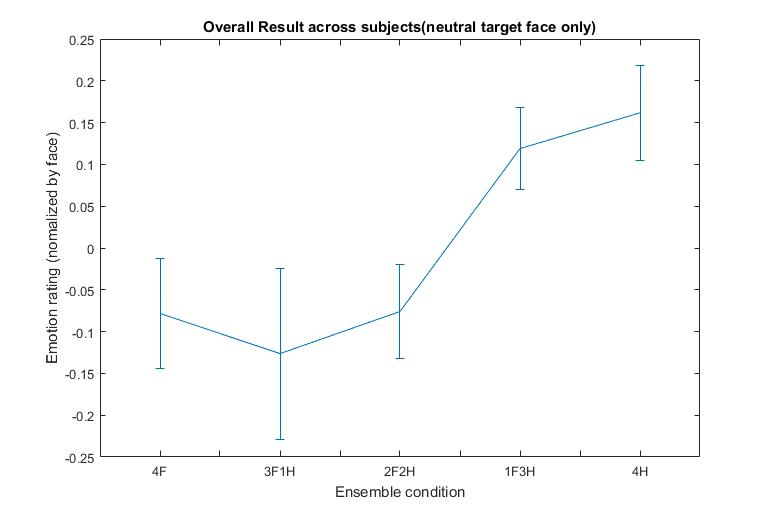 Overall Result across subjects(neutral target face only)
0.25
0.2
0.15
0.1
0.05
0
-0.05
-0.1
-0.15
-0.2
-0.25
Emotion rating (nomalized by face)
4F
3F1H
2F2H
1F3H
4H
Ensemble condition